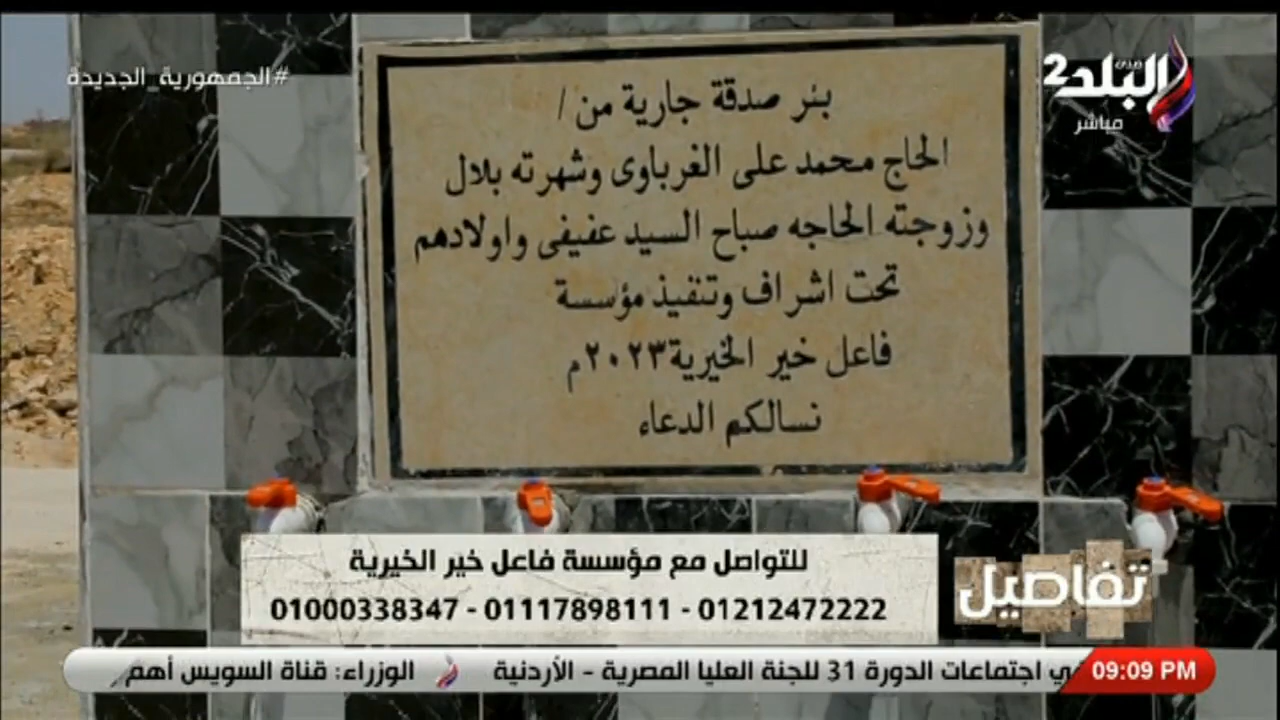 #الجمهورية_الجديدة
صدى البلد 2
مباشر
بئر صدقة جارية من /
الحاج محمد على الغرباوى وشهرته بلال
وزوجته الحاجه صباح السيد عفيفى واولادهم
تحت اشراف وتنفيذ مؤسسة
فاعل خير الخيرية ٢٠٢٣م
نسالكم الدعاء
للتواصل مع مؤسسة فاعل خير الخيرية
01000338347 - 01117898111 - 01212472222
تفاصيل
09:09 PM
في اجتماعات الدورة 31 للجنة العليا المصرية - الأردنية
الوزراء: قناة السويس أهم